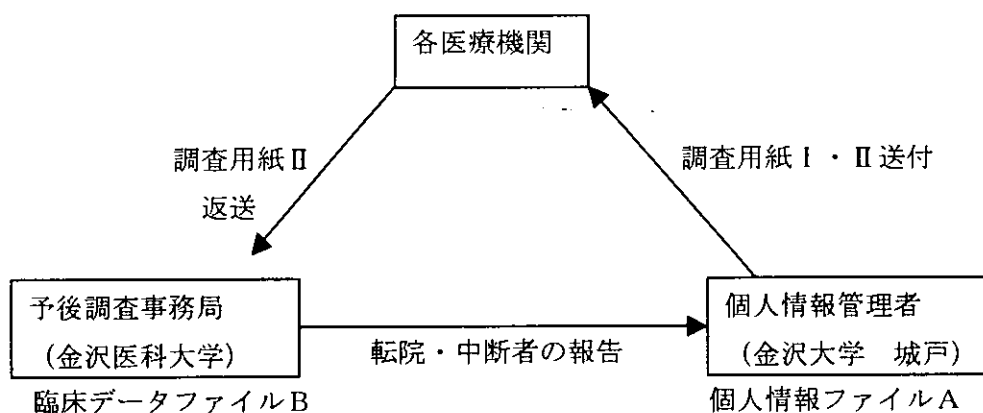 各医療機関
調査用紙Ⅱ
返送
調査用紙Ⅰ・Ⅱ送付
予後調査事務局
（金沢医科大学）
臨床データファイルB
転院・中断者の報告
個人情報管理者
（金沢大学　城戸）
個人情報ファイルA